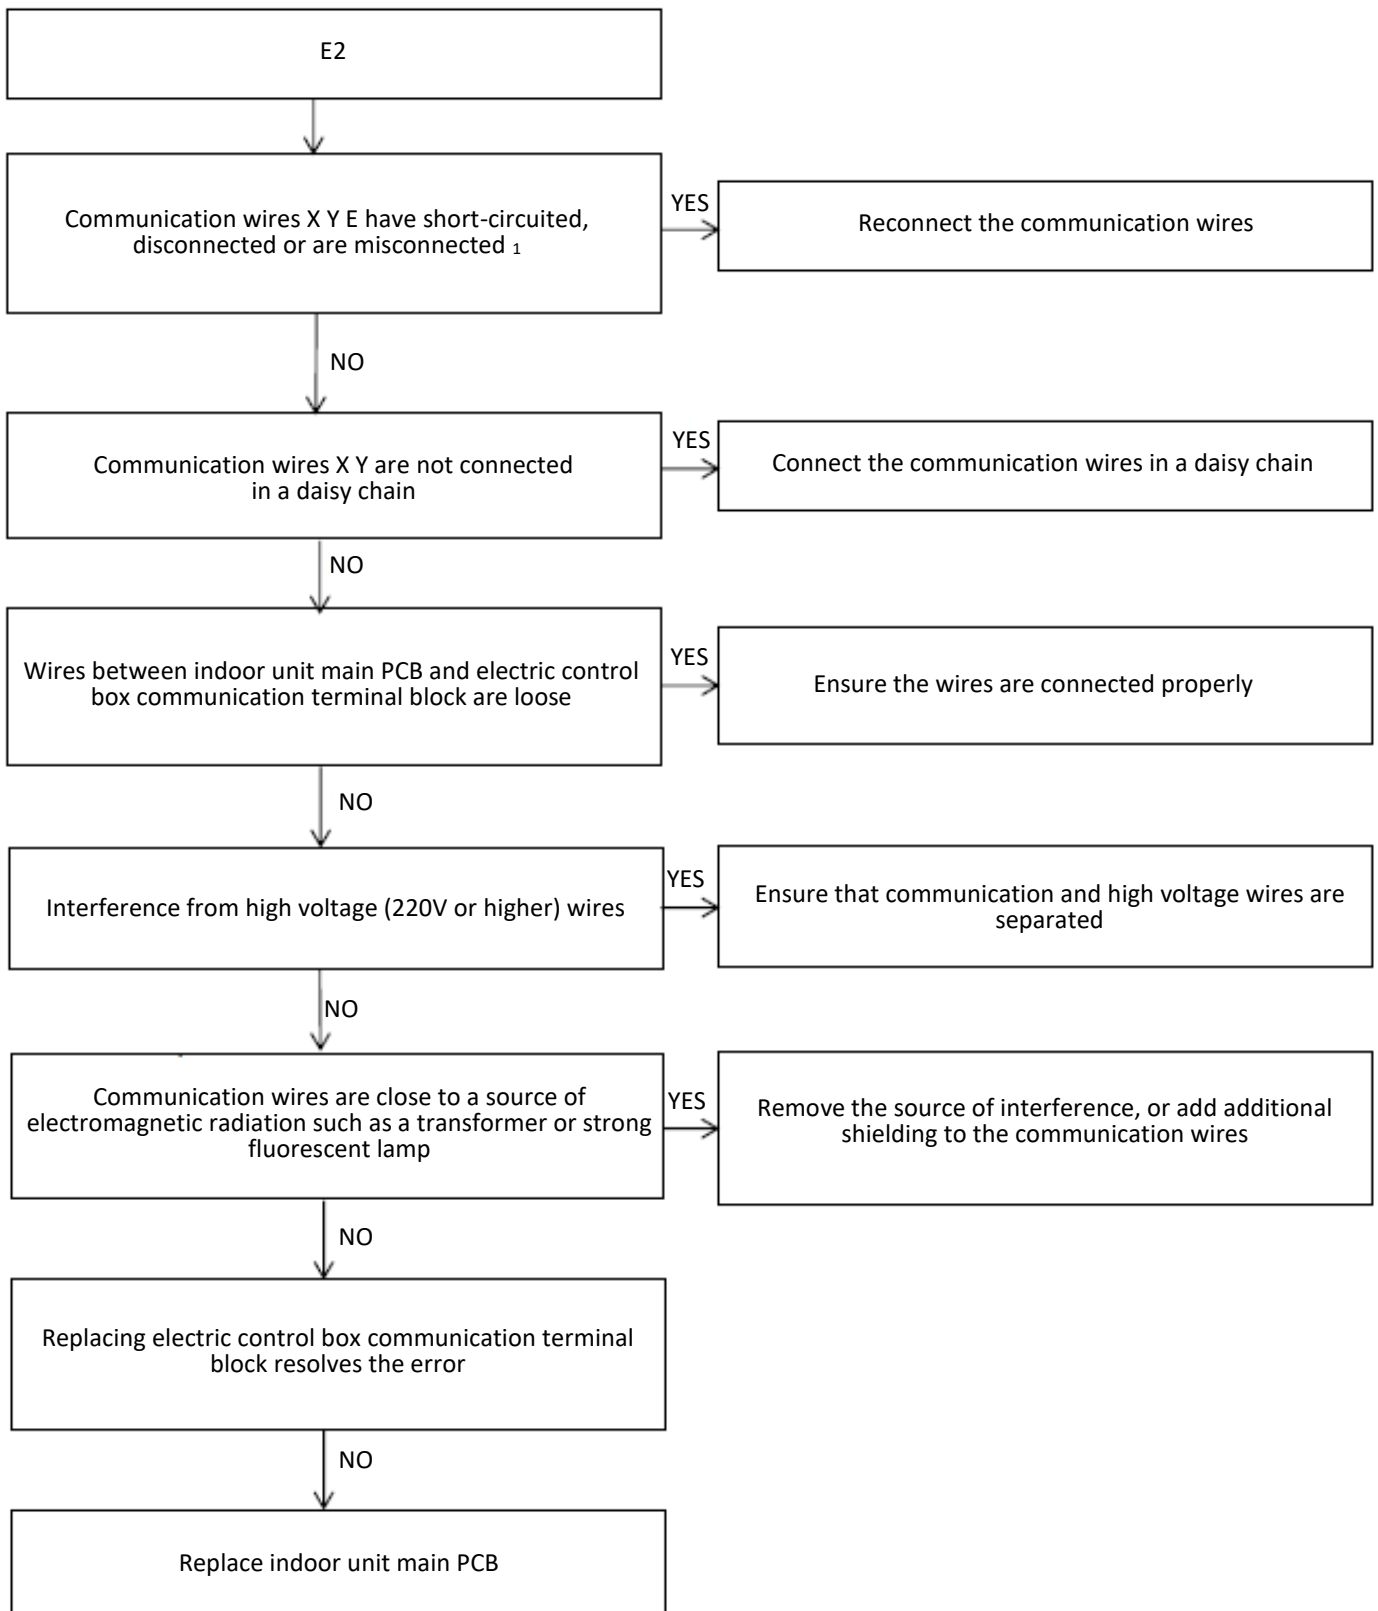 E2
Communication wires X Y E have short-circuited,
disconnected or are misconnected 1
YES
Reconnect the communication wires
NO
Communication wires X Y are not connected
in a daisy chain
YES
Connect the communication wires in a daisy chain
NO
Wires between indoor unit main PCB and electric control
box communication terminal block are loose
YES
Ensure the wires are connected properly
NO
Interference from high voltage (220V or higher) wires
YES
Ensure that communication and high voltage wires are
separated
NO
Communication wires are close to a source of
electromagnetic radiation such as a transformer or strong
fluorescent lamp
YES
Remove the source of interference, or add additional
shielding to the communication wires
NO
Replacing electric control box communication terminal
block resolves the error
NO
Replace indoor unit main PCB